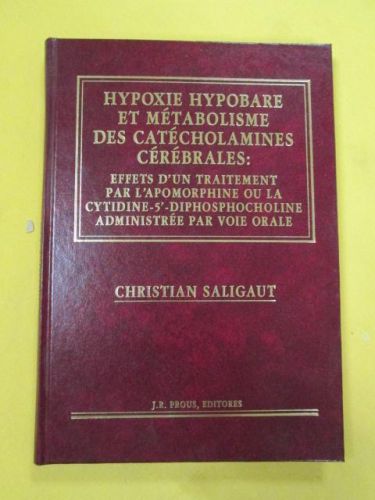 HYPOXIE HYPOBARE
ET MÉTABOLISME
DES CATÉCHOLAMINES
CÉRÉBRALES:
EFFETS D'UN TRAITEMENT
PAR L'APOMORPHINE OU LA
CYTIDINE-5'-DIPHOSPHOCHOLINE
ADMINISTRÉE PAR VOIE ORALE
CHRISTIAN SALIGAUT
J.R. PROUS, EDITORES